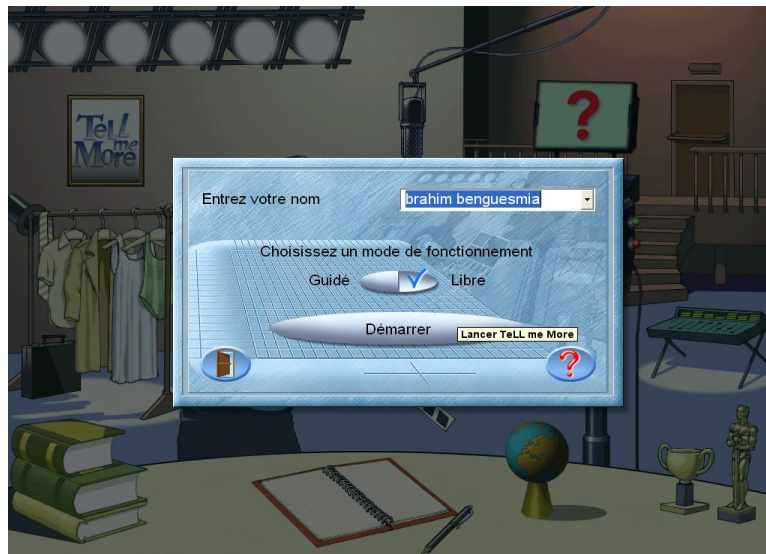 TeLL
me
More
?
Entrez votre nom
brahim benguesmia
Choisissez un mode de fonctionnement
Guidé
Libre
Démarrer
Lancer TeLL me More
?